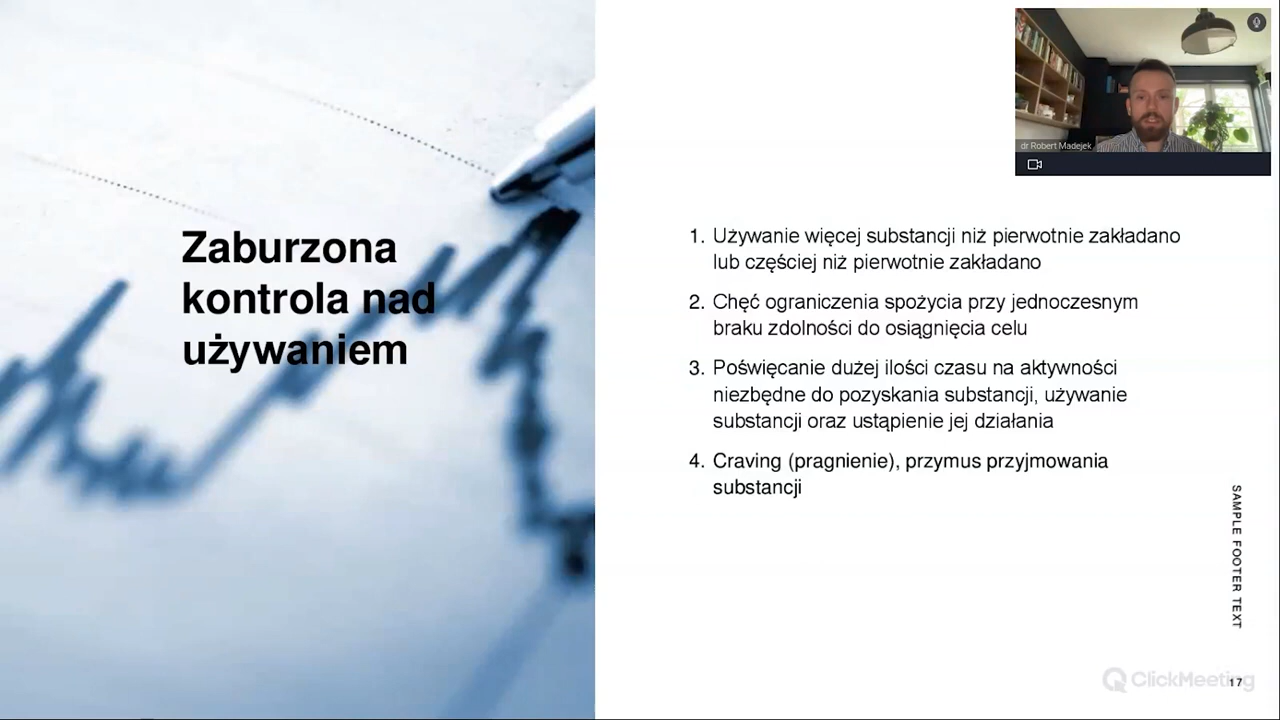 Zaburzona
kontrola nad
używaniem
dr Robert Madejek
1. Używanie więcej substancji niż pierwotnie zakładano
lub częściej niż pierwotnie zakładano
2. Chęć ograniczenia spożycia przy jednoczesnym
braku zdolności do osiągnięcia celu
3. Poświęcanie dużej ilości czasu na aktywności
niezbędne do pozyskania substancji, używanie
substancji oraz ustąpienie jej działania
4. Craving (pragnienie), przymus przyjmowania
substancji
SAMPLE FOOTER TEXT
ClickMeeting
17